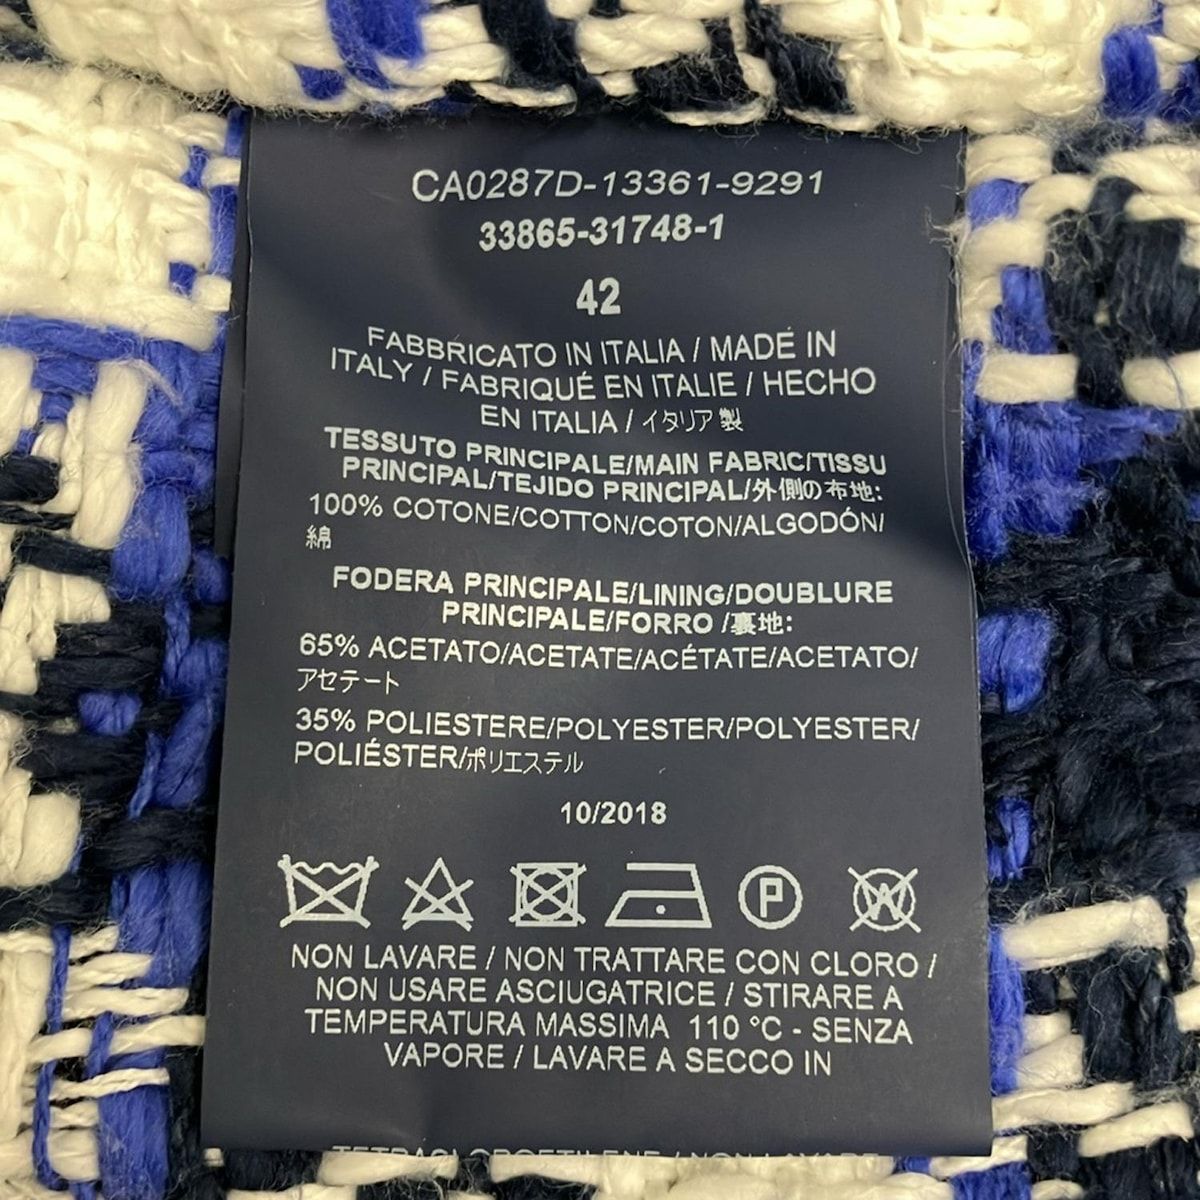 CA0287D-13361-9291
33865-31748-1
42
FABBRICATO IN ITALIA / MADE IN
ITALY / FABRIQUÉ EN ITALIE / HECHO
EN ITALIA / イタリア製
TESSUTO PRINCIPALE/MAIN FABRIC/TISSU
PRINCIPAL/TEJIDO PRINCIPAL/外側の布地:
100% COTONE/COTTON/COTON/ALGODÓN/
綿
FODERA PRINCIPALE/LINING/DOUBLURE
PRINCIPALE/FORRO /裏地:
65% ACETATO/ACETATE/ACÉTATE/ACETATO/
アセテート
35% POLIESTERE/POLYESTER/POLYESTER/
POLIÉSTER/ポリエステル
10/2018
P W
NON LAVARE / NON TRATTARE CON CLORO /
NON USARE ASCIUGATRICE / STIRARE A
TEMPERATURA MASSIMA 110 °C - SENZA
VAPORE / LAVARE A SECCO IN
TETRACLOROETILENE / NON LAVARE